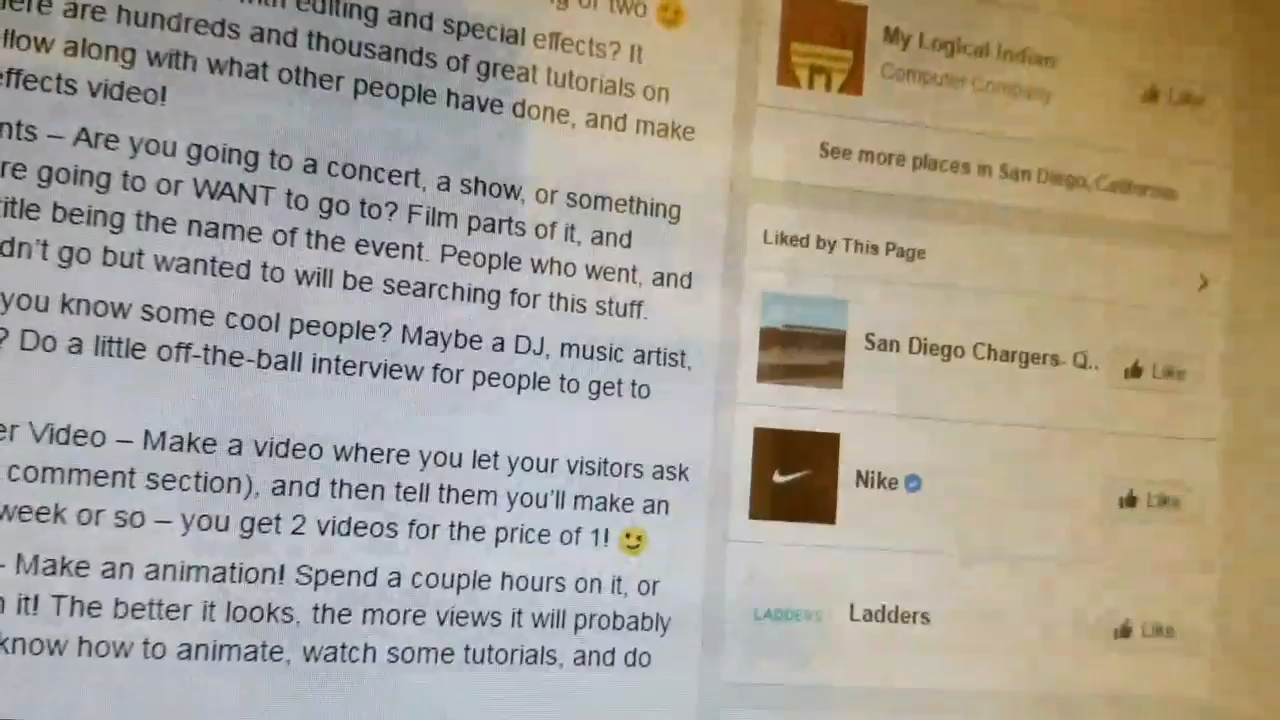 editing and special effects? It
ere are hundreds and thousands of great tutorials on
llow along with what other people have done, and make
effects video!
nts – Are you going to a concert, a show, or something
re going to or WANT to go to? Film parts of it, and
itle being the name of the event. People who went, and
dn't go but wanted to will be searching for this stuff.
you know some cool people? Maybe a DJ, music artist,
? Do a little off-the-ball interview for people to get to
er Video – Make a video where you let your visitors ask
comment section), and then tell them you'll make an
week or so – you get 2 videos for the price of 1! 😉
- Make an animation! Spend a couple hours on it, or
it! The better it looks, the more views it will probably
know how to animate, watch some tutorials, and do
My Logical Indian
Computer Company
Like
See more places in San Diego, California
Liked by This Page
San Diego Chargers- Q..
Like
Nike
Like
LADDERS
Ladders
Like